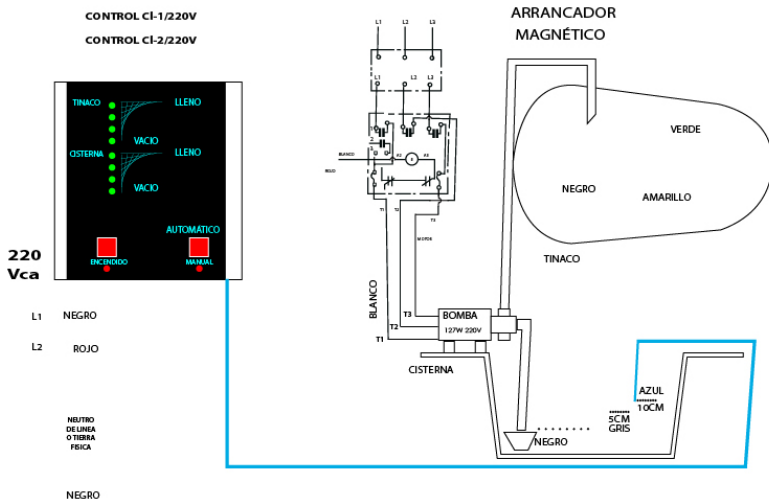 CONTROL Cl-1/220V
CONTROL Cl-2/220V
ARRANCADOR
MAGNÉTICO
L1 L2 L3
L1 L2 L3
TINACO LLENO
VACIO
CISTERNA LLENO
VACIO
AUTOMÁTICO
ENCENDIDO MANUAL
220
Vca
L1 NEGRO
L2 ROJO
NEUTRO
DE LINEA
O TIERRA
FISICA
NEGRO
2
BLANCO
ROJO
A2
T1 T2
T3
MOTOR
BLANCO
T3
T2
T1
BOMBA
127W 220V
CISTERNA
VERDE
NEGRO
AMARILLO
TINACO
AZUL
10CM
5CM
GRIS
NEGRO